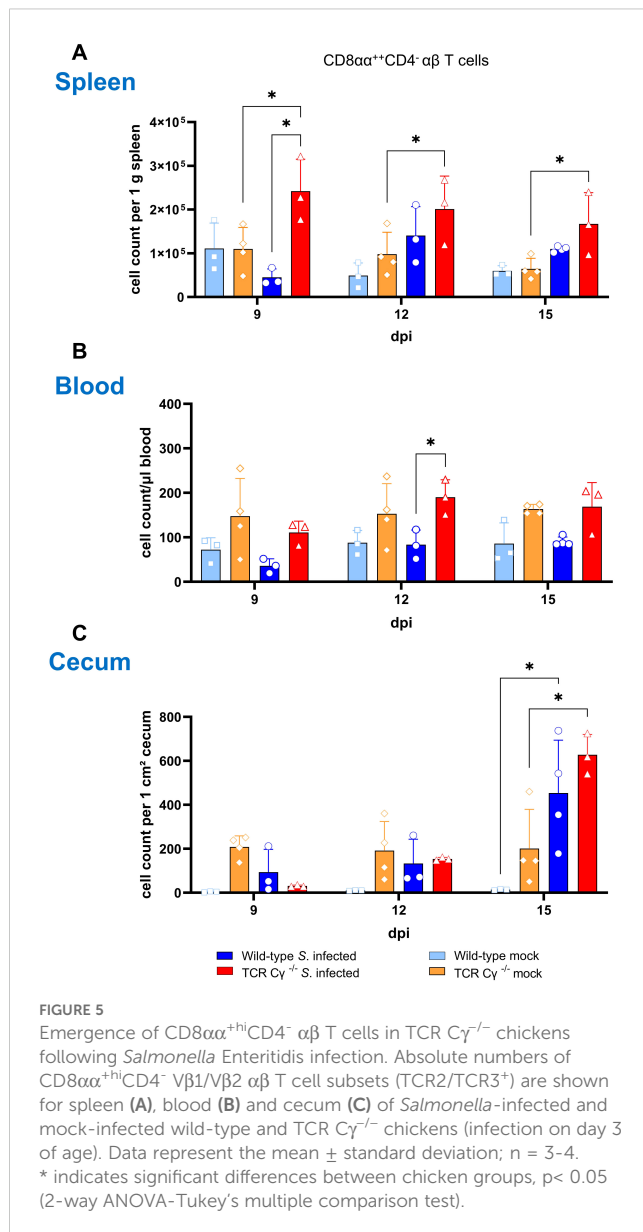 A
Spleen
CD8αα⁺⁺CD4⁻ αβ T cells
cell count per 1 g spleen
4×10⁵
3×10⁵
2×10⁵
1×10⁵
0
*
*
*
*
9
12
15
dpi
B
Blood
cell count/µl blood
400
300
200
100
0
*
9
12
15
dpi
C
Cecum
cell count per 1 cm² cecum
800
600
400
200
0
*
*
9
12
15
dpi
Wild-type S. infected
Wild-type mock
TCR Cγ ⁻/⁻ S. infected
TCR Cγ ⁻/⁻ mock
FIGURE 5
Emergence of CD8αα⁺ʰⁱCD4⁻ αβ T cells in TCR Cγ⁻/⁻ chickens
following Salmonella Enteritidis infection. Absolute numbers of
CD8αα⁺ʰⁱCD4⁻ Vβ1/Vβ2 αβ T cell subsets (TCR2/TCR3⁺) are shown
for spleen (A), blood (B) and cecum (C) of Salmonella-infected and
mock-infected wild-type and TCR Cγ⁻/⁻ chickens (infection on day 3
of age). Data represent the mean ± standard deviation; n = 3-4.
* indicates significant differences between chicken groups, p< 0.05
(2-way ANOVA-Tukey’s multiple comparison test).